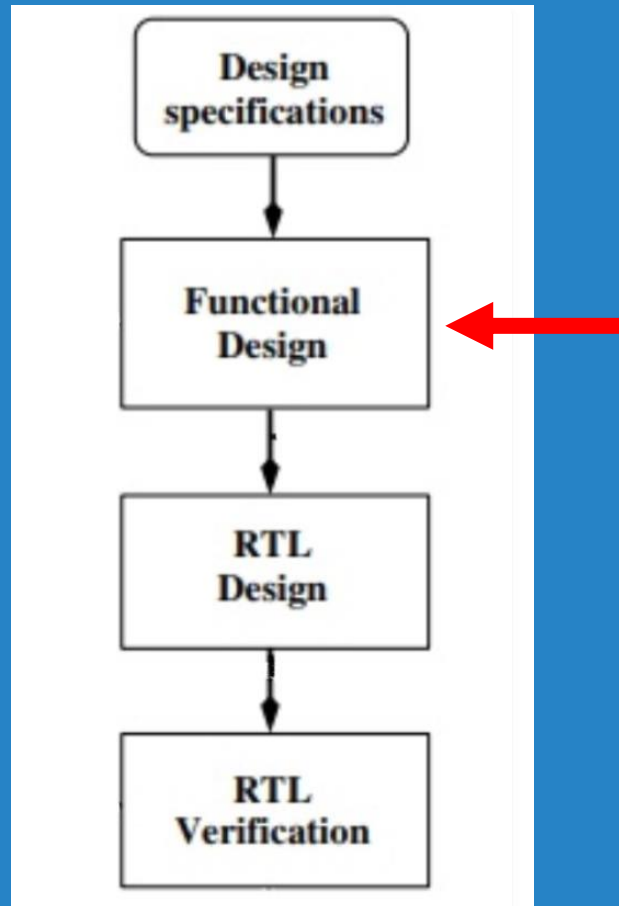 Design
specifications
Functional
Design
RTL
Design
RTL
Verification